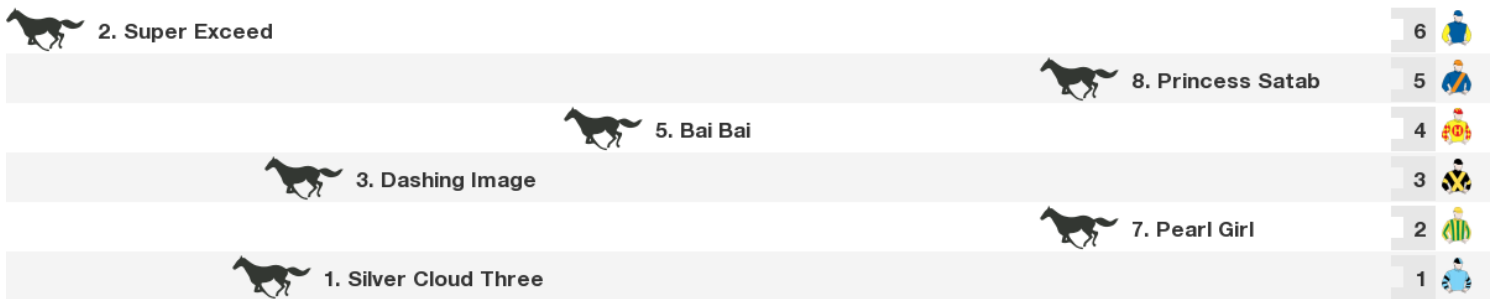 2. Super Exceed 6
8. Princess Satab 5
5. Bai Bai 4 H
3. Dashing Image 3
7. Pearl Girl 2
1. Silver Cloud Three 1